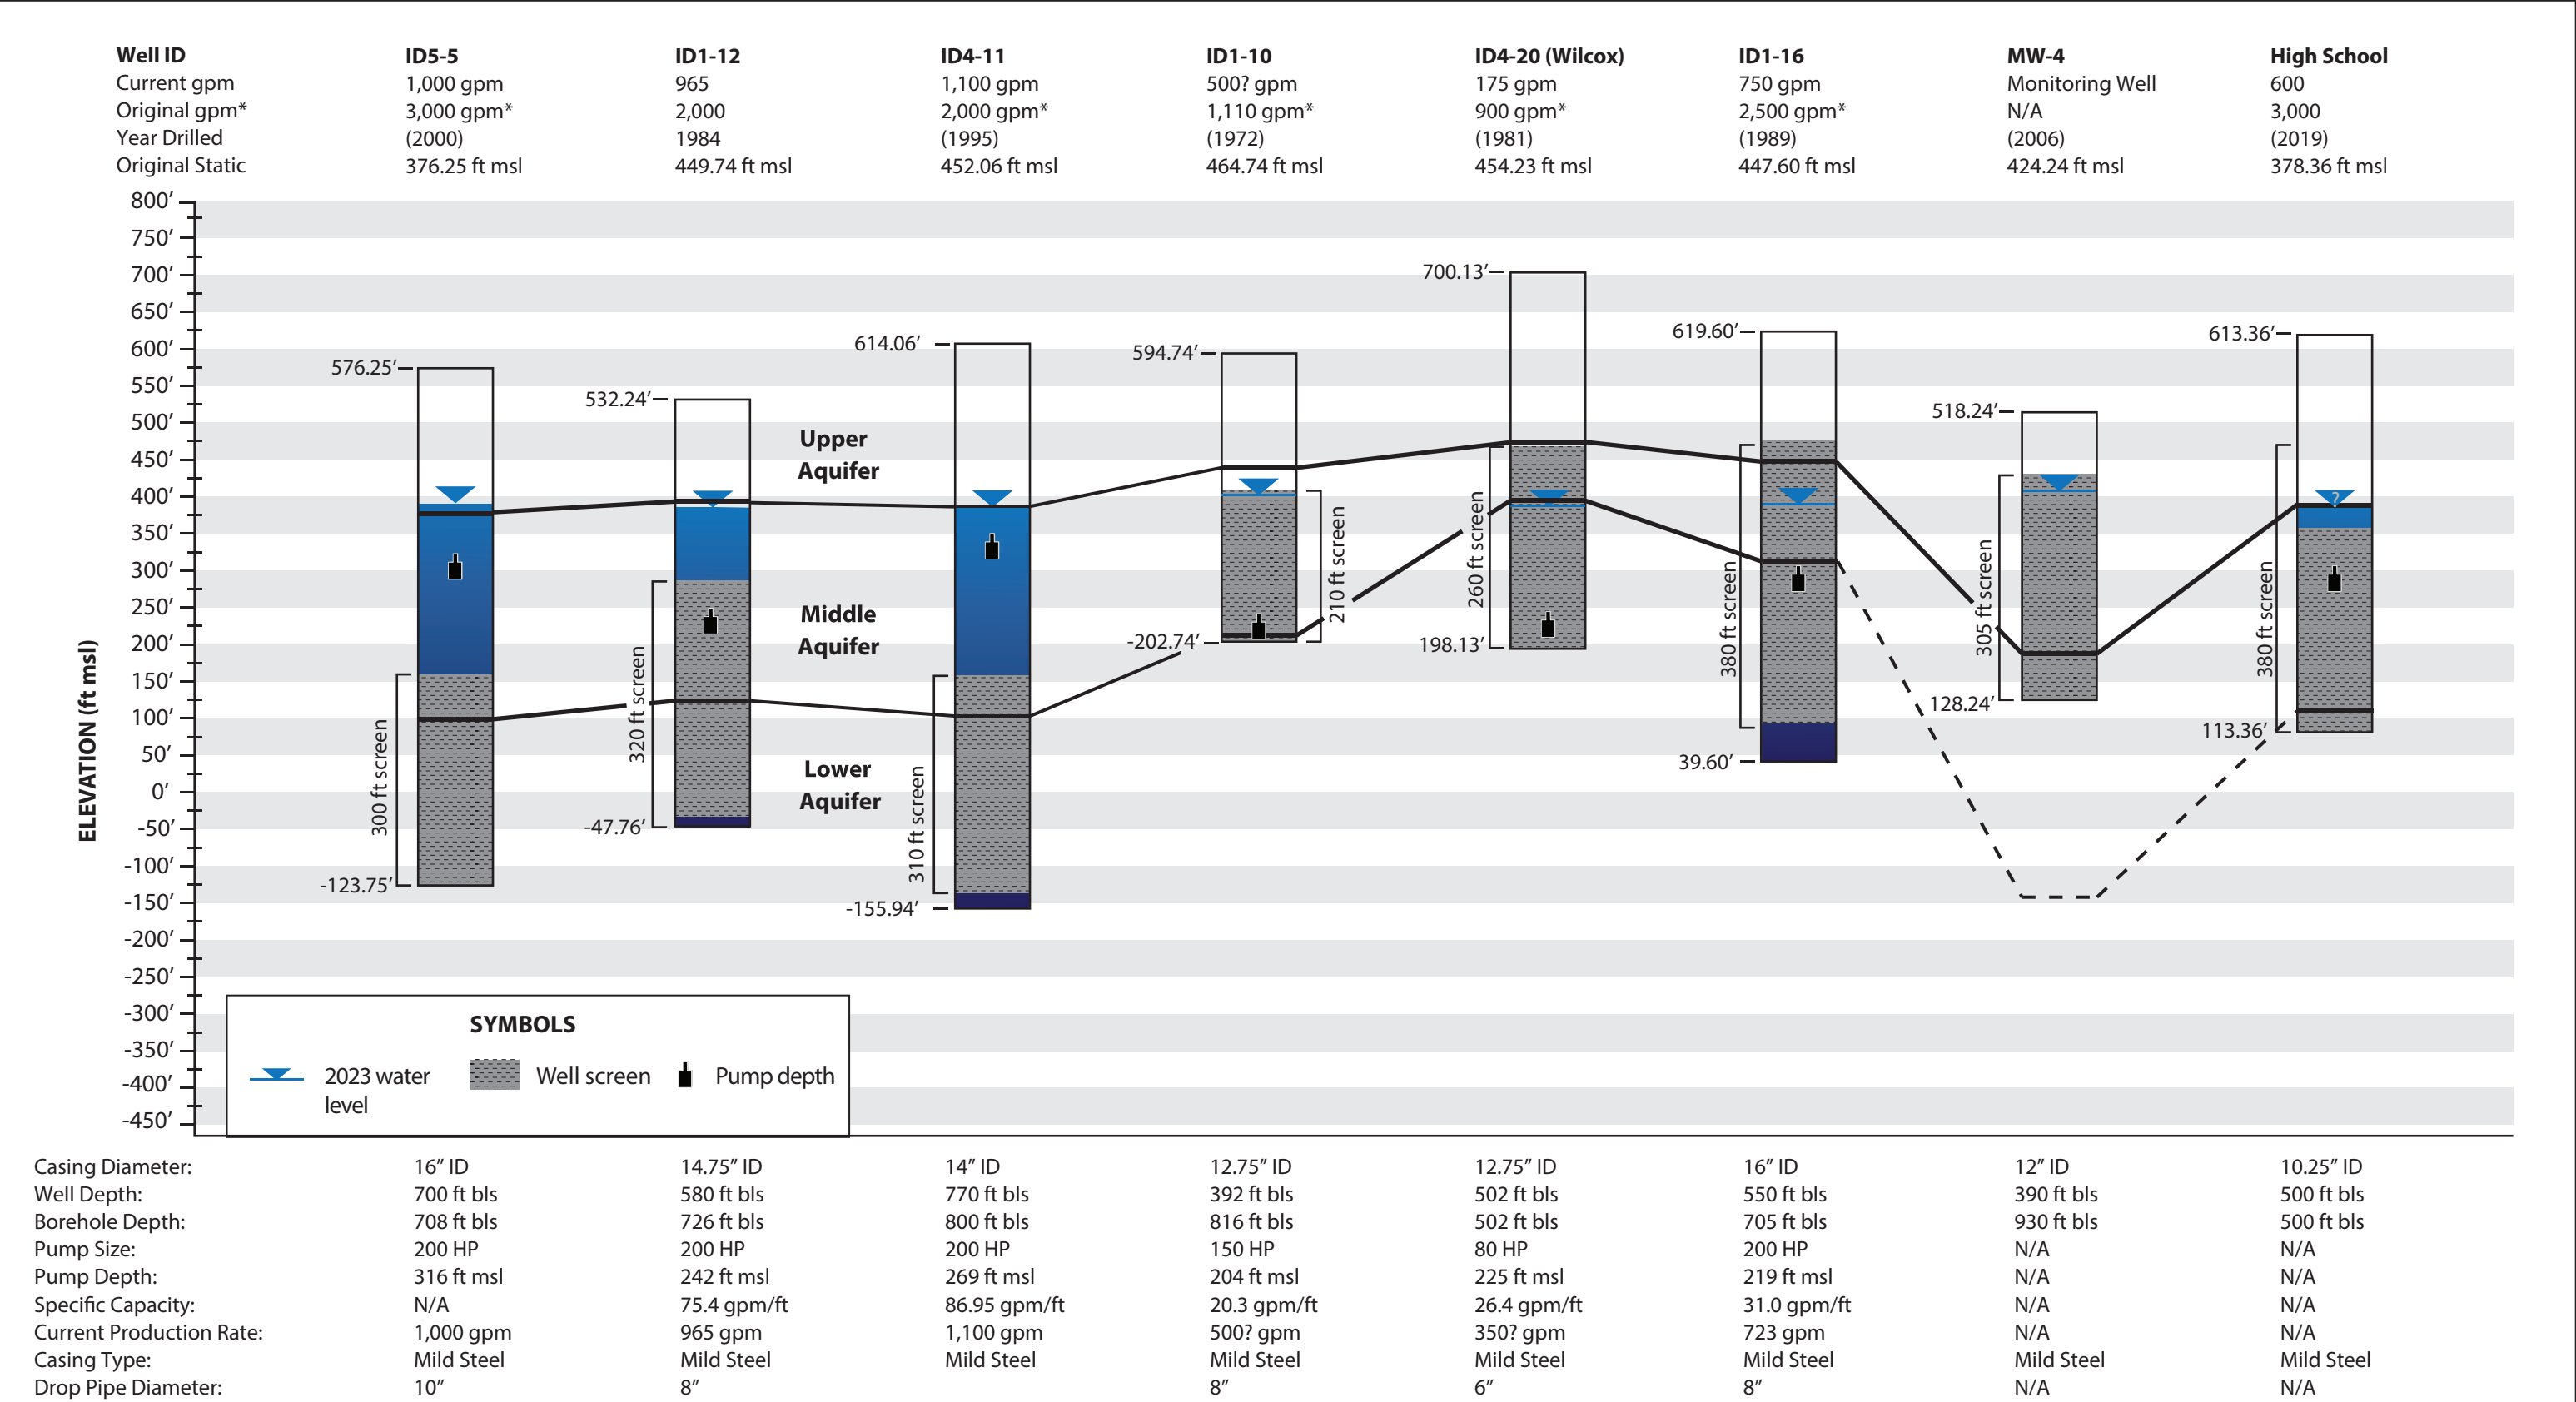 Well ID ID5-5 ID1-12 ID4-11 ID1-10 ID4-20 (Wilcox) ID1-16 MW-4 High School
Current gpm 1,000 gpm 965 1,100 gpm 500? gpm 175 gpm 750 gpm Monitoring Well 600
Original gpm* 3,000 gpm* 2,000 2,000 gpm* 1,110 gpm* 900 gpm* 2,500 gpm* N/A 3,000
Year Drilled (2000) 1984 (1995) (1972) (1981) (1989) (2006) (2019)
Original Static 376.25 ft msl 449.74 ft msl 452.06 ft msl 464.74 ft msl 454.23 ft msl 447.60 ft msl 424.24 ft msl 378.36 ft msl
ELEVATION (ft msl)
800’
750’
700’
650’
600’
550’
500’
450’
400’
350’
300’
250’
200’
150’
100’
50’
0’
-50’
-100’
-150’
-200’
-250’
-300’
-350’
-400’
-450’
576.25’
300 ft screen
-123.75’
532.24’
320 ft screen
-47.76’
Upper
Aquifer
Middle
Aquifer
Lower
Aquifer
614.06’
310 ft screen
-155.94’
594.74’
210 ft screen
-202.74’
700.13’
260 ft screen
198.13’
619.60’
380 ft screen
39.60’
518.24’
305 ft screen
128.24’
613.36’
?
380 ft screen
113.36’
SYMBOLS
2023 water
level
Well screen
Pump depth
Casing Diameter: 16” ID 14.75” ID 14” ID 12.75” ID 12.75” ID 16” ID 12” ID 10.25” ID
Well Depth: 700 ft bls 580 ft bls 770 ft bls 392 ft bls 502 ft bls 550 ft bls 390 ft bls 500 ft bls
Borehole Depth: 708 ft bls 726 ft bls 800 ft bls 816 ft bls 502 ft bls 705 ft bls 930 ft bls 500 ft bls
Pump Size: 200 HP 200 HP 200 HP 150 HP 80 HP 200 HP N/A N/A
Pump Depth: 316 ft msl 242 ft msl 269 ft msl 204 ft msl 225 ft msl 219 ft msl N/A N/A
Specific Capacity: N/A 75.4 gpm/ft 86.95 gpm/ft 20.3 gpm/ft 26.4 gpm/ft 31.0 gpm/ft N/A N/A
Current Production Rate: 1,000 gpm 965 gpm 1,100 gpm 500? gpm 350? gpm 723 gpm N/A N/A
Casing Type: Mild Steel Mild Steel Mild Steel Mild Steel Mild Steel Mild Steel Mild Steel Mild Steel
Drop Pipe Diameter: 10” 8” 8” 6” 8” N/A N/A